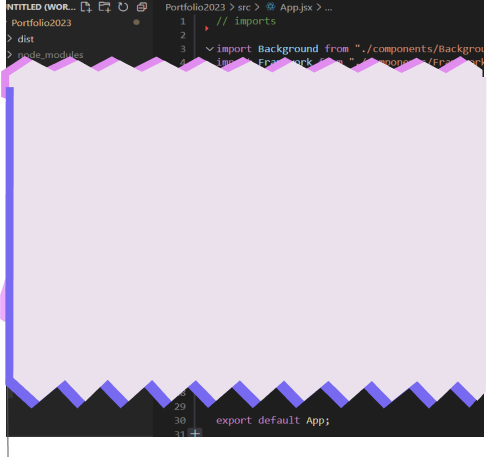 NTITLED (WOR...
Portfolio2023
dist
node_modules
Portfolio2023 > src > App.jsx > ...
1 // imports
2
3 import Background from "./components/Backgrou
4 import Framework from "./components/Framework
29
30 export default App;
31